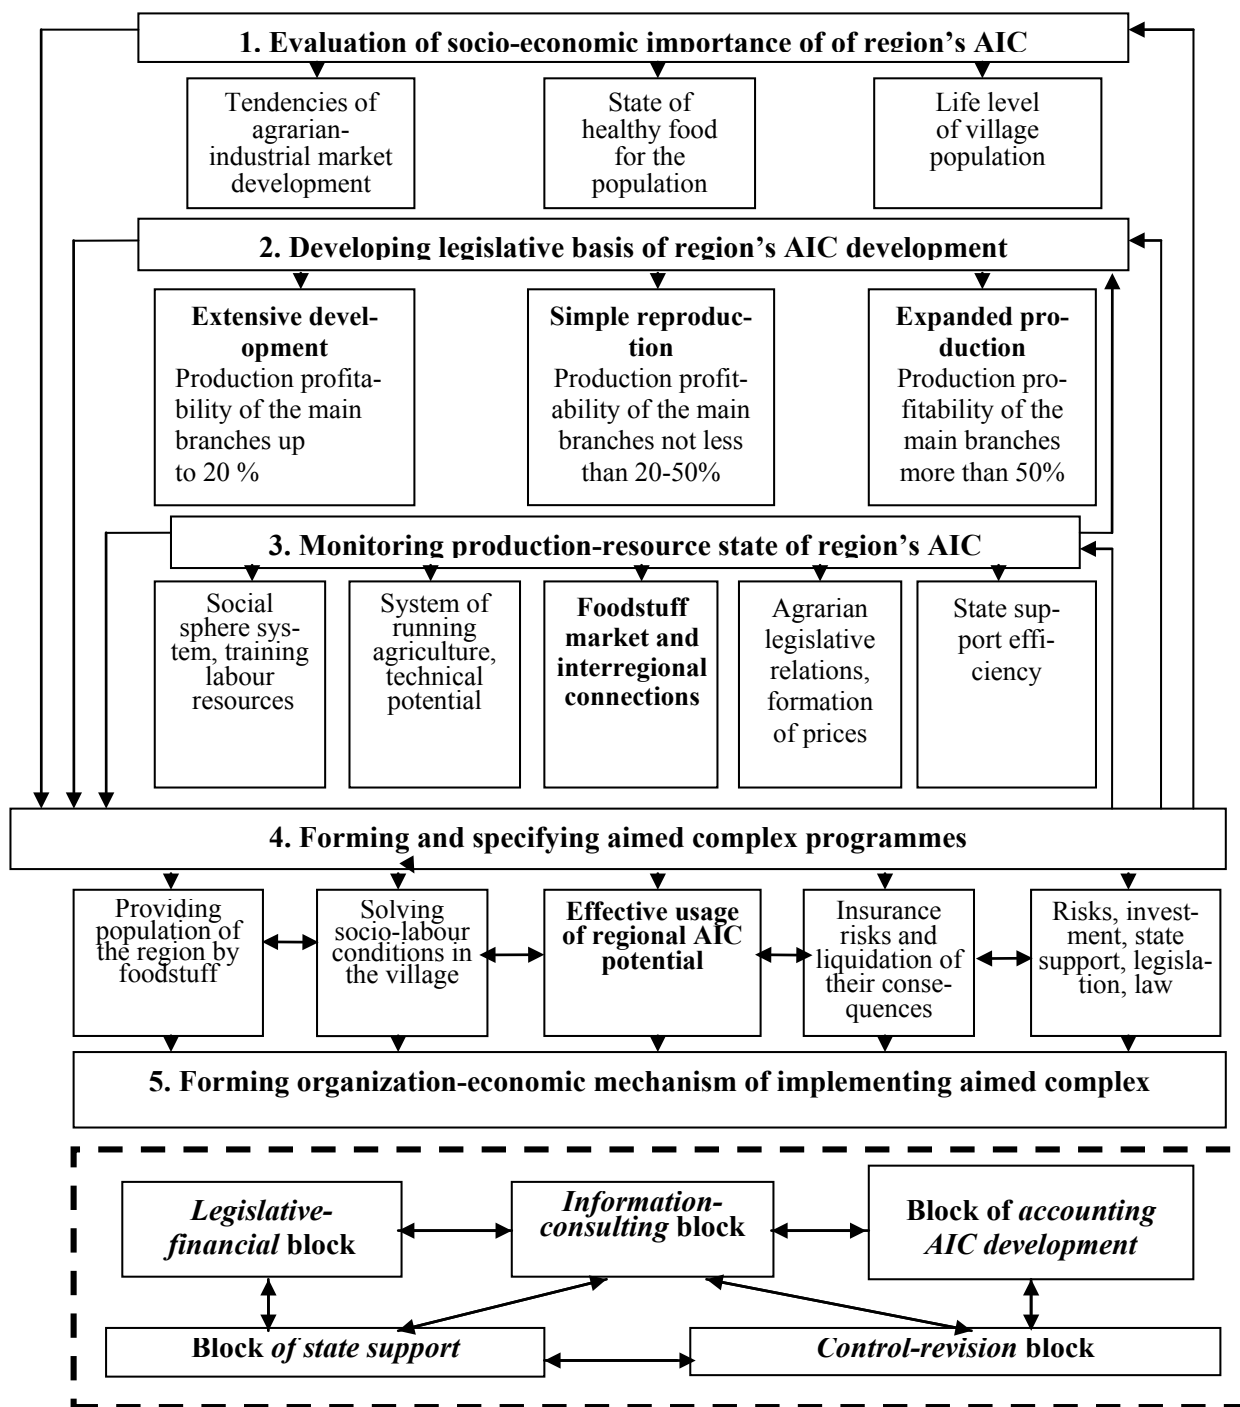 1. Evaluation of socio-economic importance of of region’s AIC
Tendencies of
agrarian-
industrial market
development
State of
healthy food
for the
population
Life level
of village
population
2. Developing legislative basis of region’s AIC development
Extensive devel-
opment
Production profita-
bility of the main
branches up
to 20 %
Simple reproduc-
tion
Production profit-
ability of the main
branches not less
than 20-50%
Expanded pro-
duction
Production pro-
fitability of the
main branches
more than 50%
3. Monitoring production-resource state of region’s AIC
Social
sphere sys-
tem, training
labour
resources
System of
running
agriculture,
technical
potential
Foodstuff
market and
interregional
connections
Agrarian
legislative
relations,
formation
of prices
State sup-
port effi-
ciency
4. Forming and specifying aimed complex programmes
Providing
population of
the region by
foodstuff
Solving
socio-labour
conditions in
the village
Effective usage
of regional AIC
potential
Insurance
risks and
liquidation of
their conse-
quences
Risks, invest-
ment, state
support, legisla-
tion, law
5. Forming organization-economic mechanism of implementing aimed complex
Legislative-
financial block
Information-
consulting block
Block of accounting
AIC development
Block of state support
Control-revision block